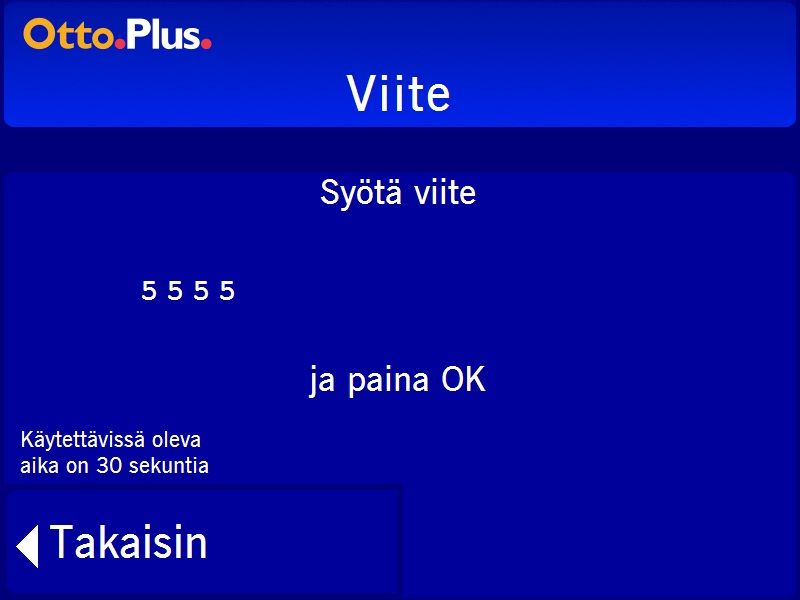 Otto.Plus.
Viite
Syötä viite
5 5 5 5
ja paina OK
Käytettävissä oleva
aika on 30 sekuntia
Takaisin